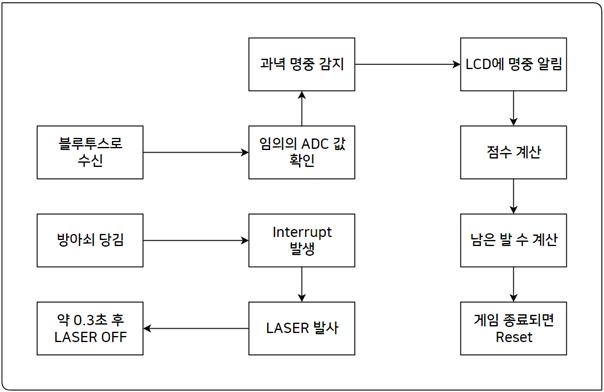 과녁 명중 감지
LCD에 명중 알림
블루투스로
수신
임의의 ADC 값
확인
점수 계산
방아쇠 당김
Interrupt
발생
남은 발 수 계산
약 0.3초 후
LASER OFF
LASER 발사
게임 종료되면
Reset